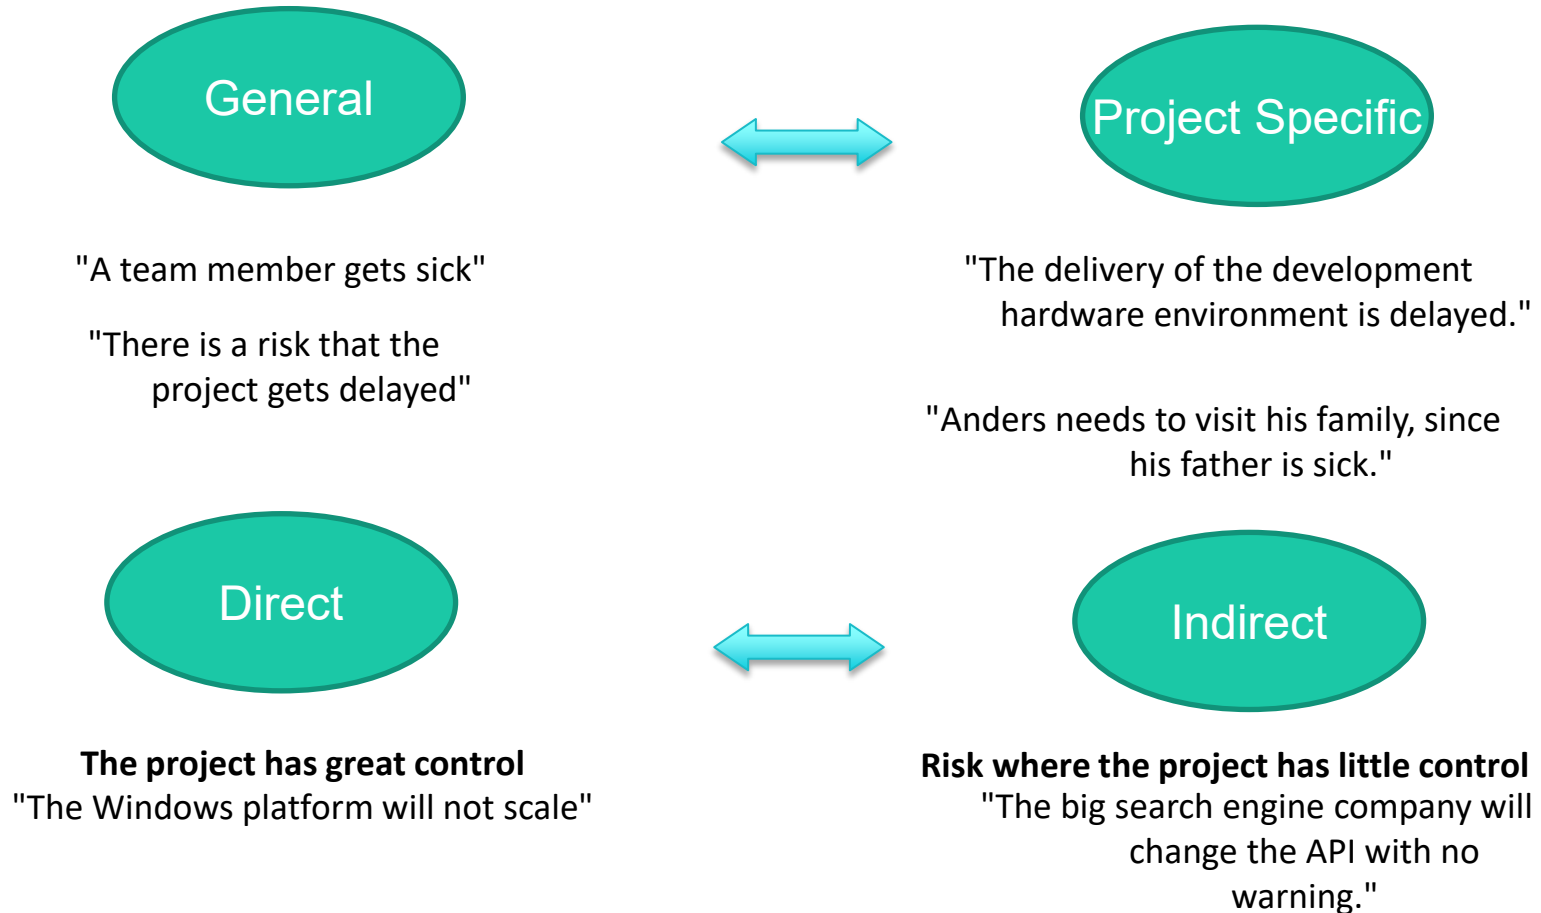 General
Project Specific
"A team member gets sick"
"There is a risk that the
project gets delayed"
"The delivery of the development
hardware environment is delayed."
"Anders needs to visit his family, since
his father is sick."
Direct
Indirect
The project has great control
"The Windows platform will not scale"
Risk where the project has little control
"The big search engine company will
change the API with no
warning."